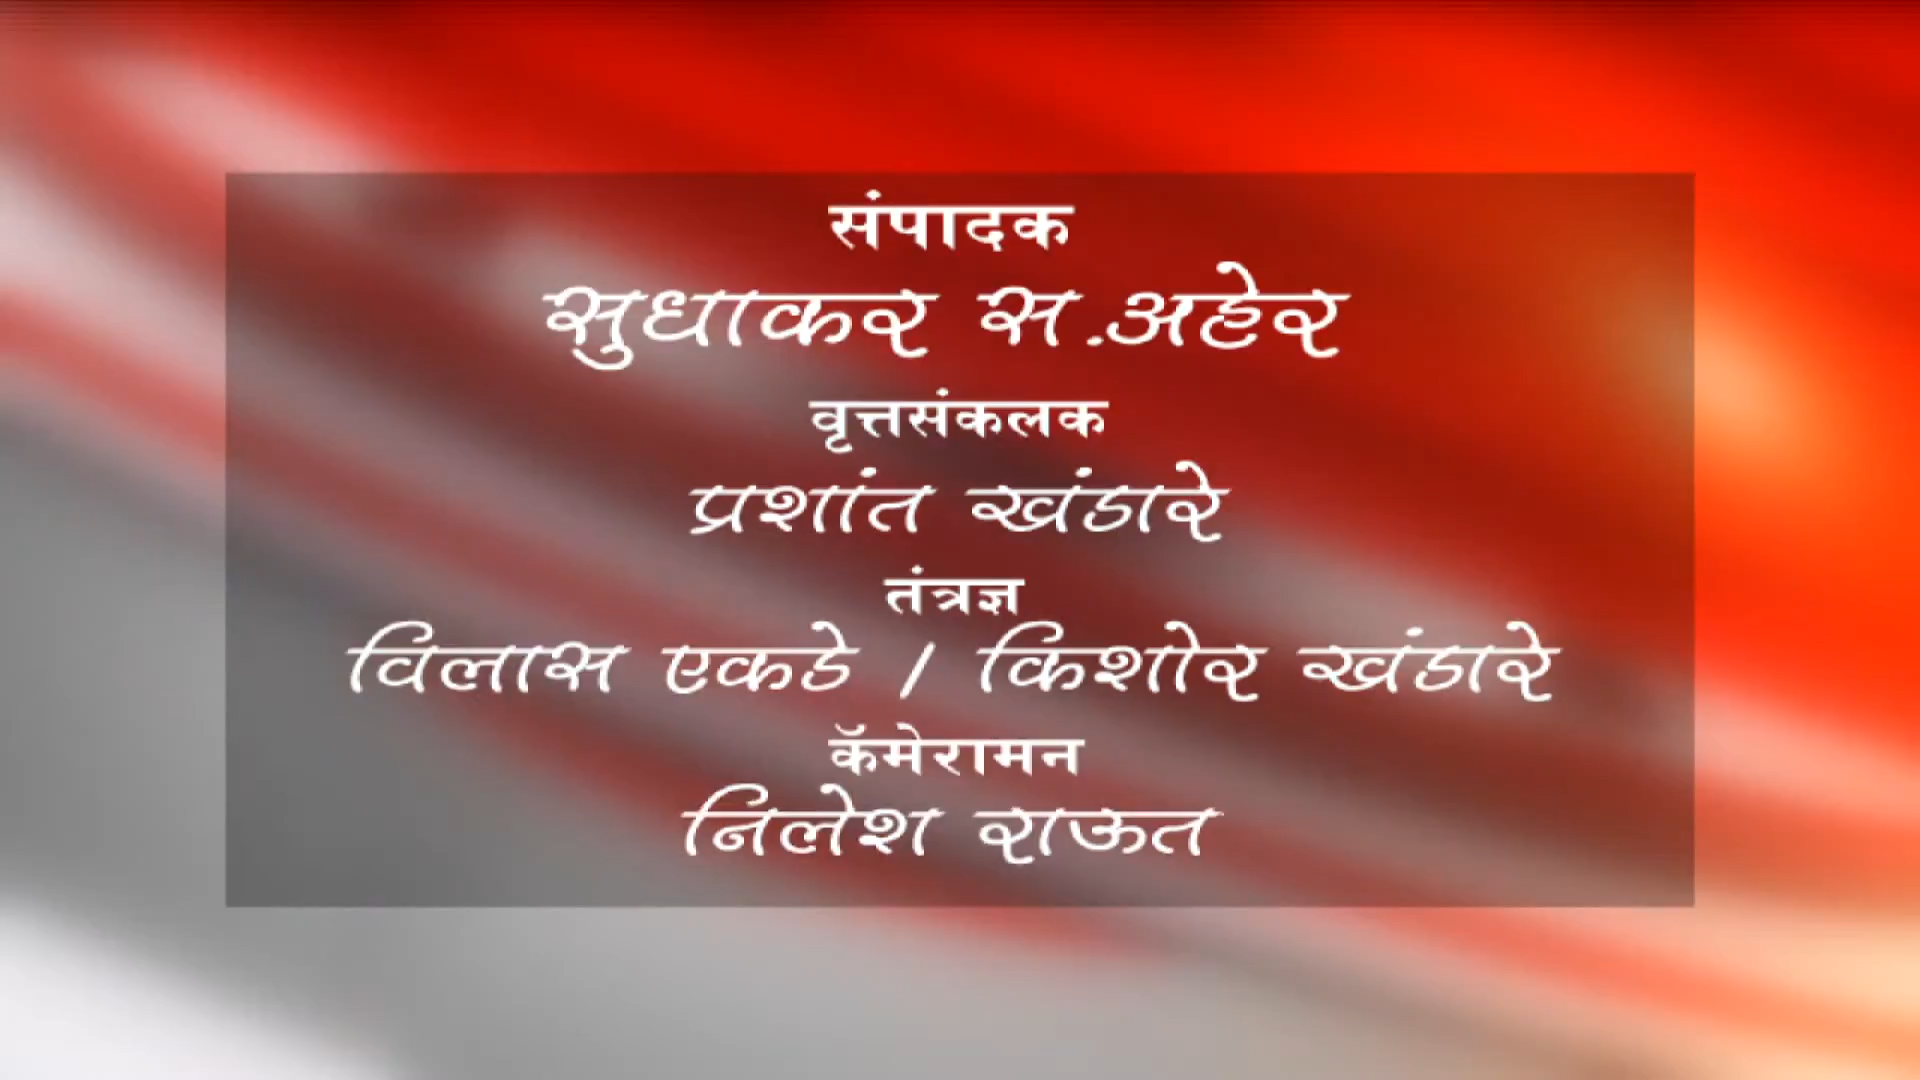 संपादक
सुधाकर स.अहेर
वृत्तसंकलक
प्रशांत खंडारे
तंत्रज्ञ
विलास एकडे / किशोर खंडारे
कॅमेरामन
निलेश राऊत